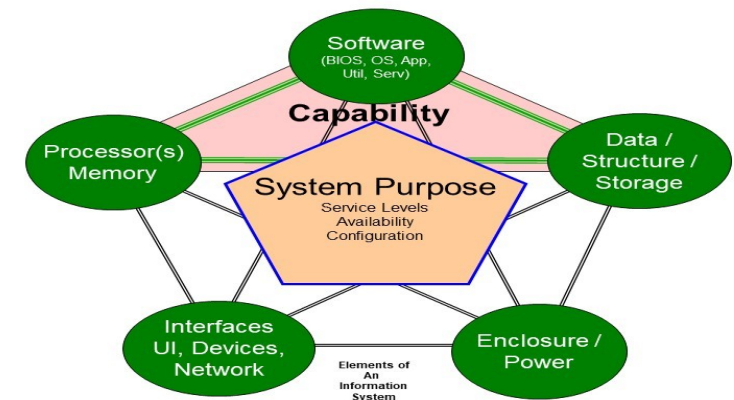 Software
(BIOS, OS, App,
Util, Serv)
Capability
Processor(s)
Memory
Data /
Structure /
Storage
System Purpose
Service Levels
Availability
Configuration
Interfaces
UI, Devices,
Network
Enclosure /
Power
Elements of
An
Information
System